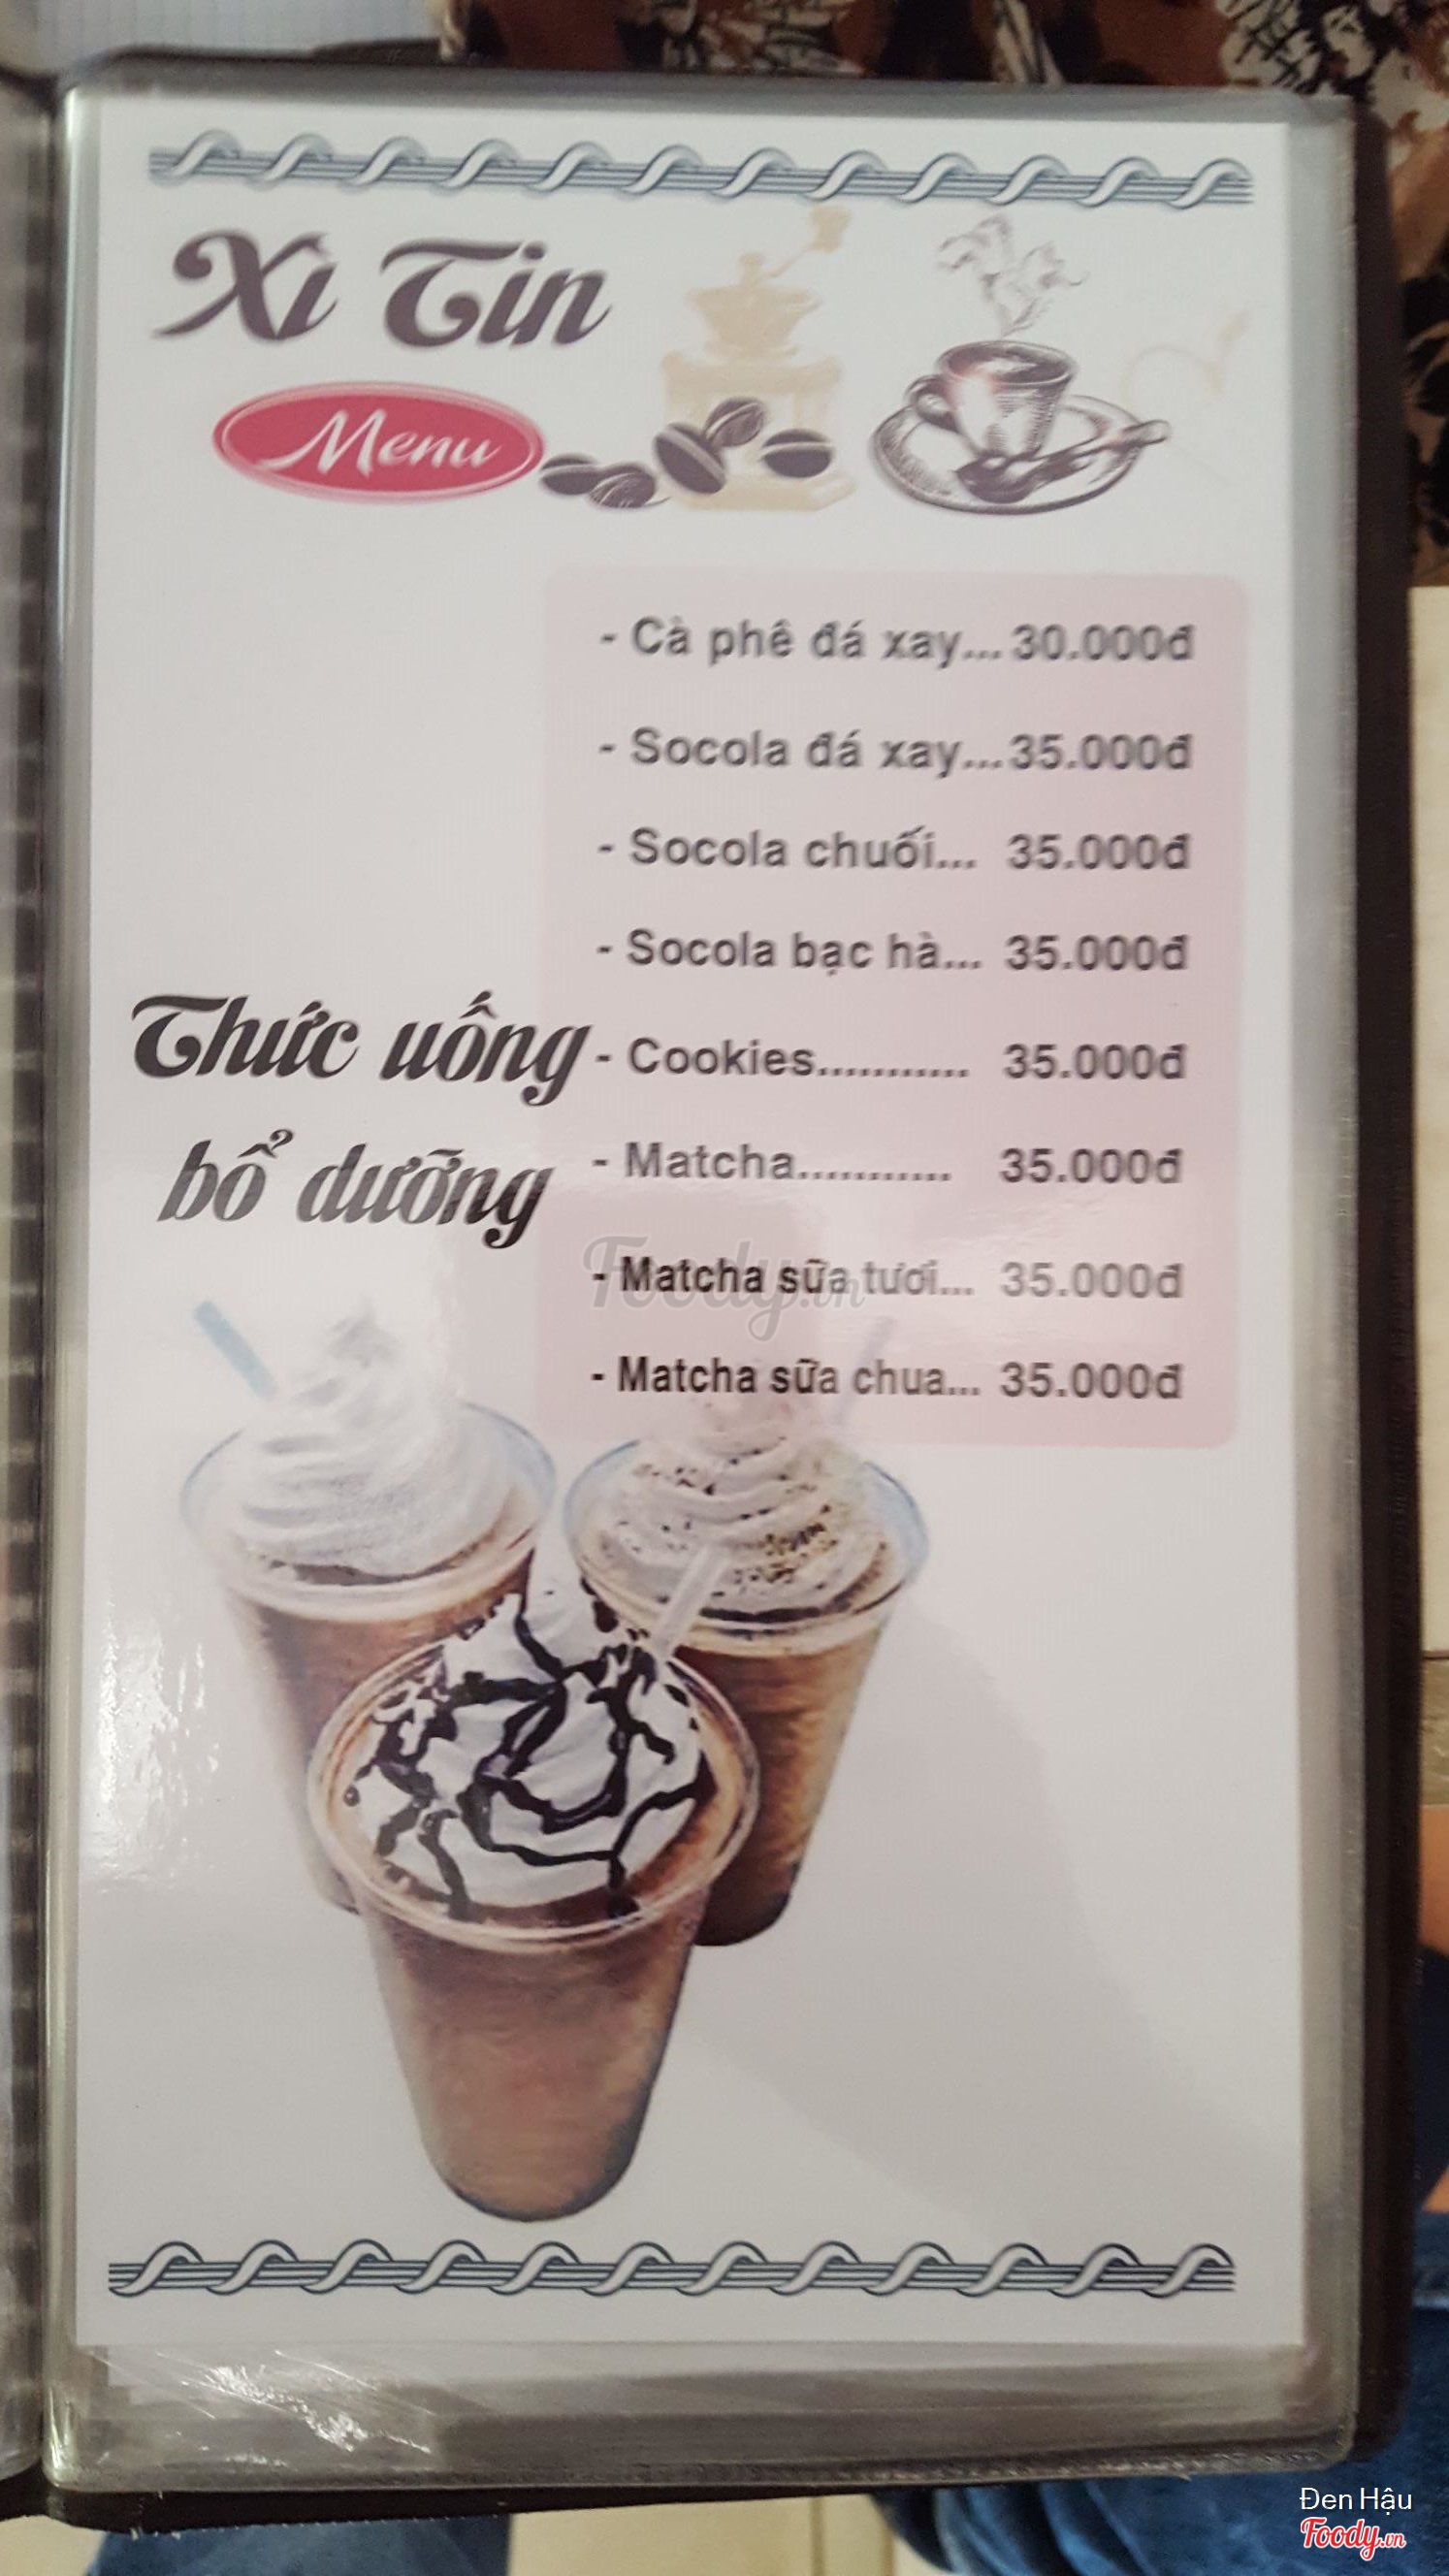 Xì Tin
Menu
- Cà phê đá xay... 30.000đ
- Socola đá xay...35.000đ
- Socola chuối... 35.000đ
- Socola bạc hà... 35.000đ
Thức uống
bổ dưỡng
- Cookies........... 35.000đ
- Matcha........... 35.000đ
- Matcha sữa tươi... 35.000đ
- Matcha sữa chua... 35.000đ
Foody.vn
Đen Hậu
Foody.vn